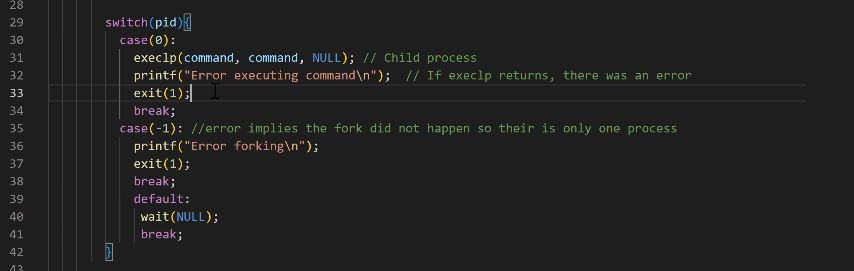 28
29 switch(pid){
30 case(0):
31 execlp(command, command, NULL); // Child process
32 printf("Error executing command\n");  // If execlp returns, there was an error
33 exit(1);
34 break;
35 case(-1): //error implies the fork did not happen so their is only one process
36 printf("Error forking\n");
37 exit(1);
38 break;
39 default:
40 wait(NULL);
41 break;
42 }
43